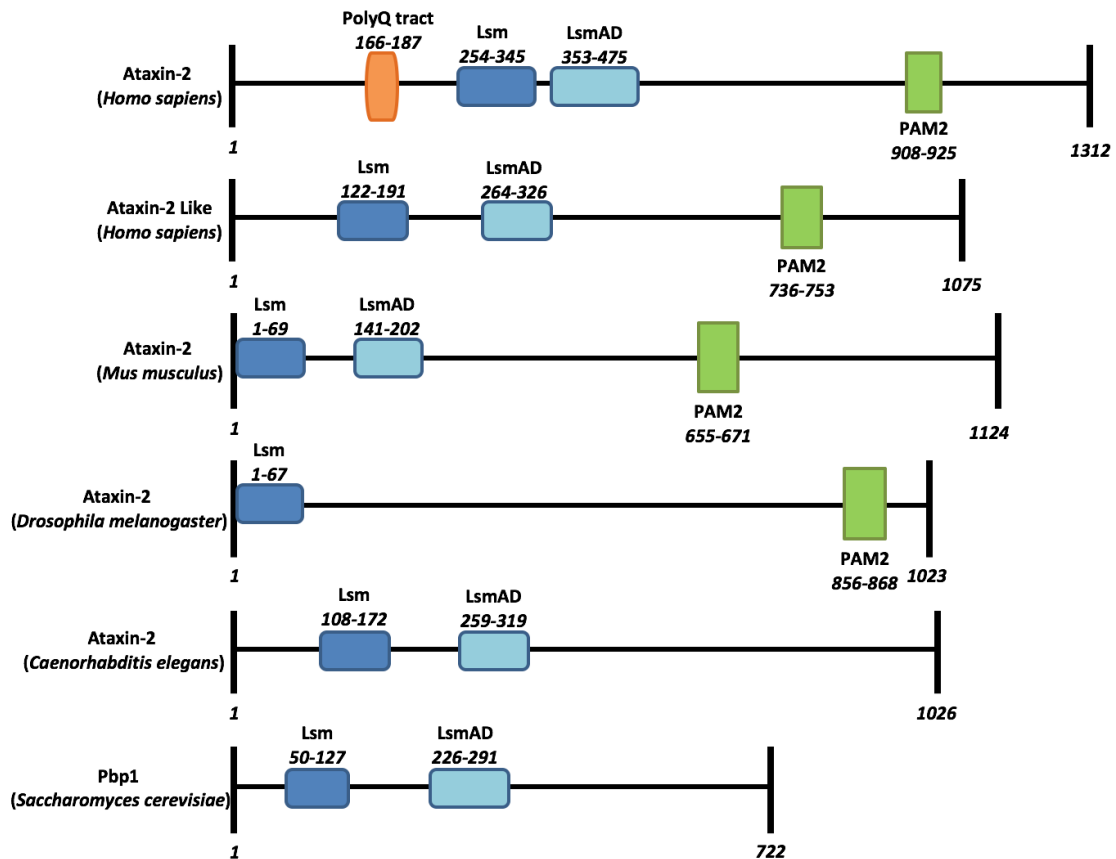 PolyQ tract
166-187
Lsm
254-345
LsmAD
353-475
Ataxin-2
(Homo sapiens)
PAM2
908-925
1
1312
Lsm
122-191
LsmAD
264-326
Ataxin-2 Like
(Homo sapiens)
PAM2
736-753
1
1075
Lsm
1-69
LsmAD
141-202
Ataxin-2
(Mus musculus)
PAM2
655-671
1
1124
Lsm
1-67
Ataxin-2
(Drosophila melanogaster)
PAM2
856-868
1
1023
Lsm
108-172
LsmAD
259-319
Ataxin-2
(Caenorhabditis elegans)
1
1026
Lsm
50-127
LsmAD
226-291
Pbp1
(Saccharomyces cerevisiae)
1
722